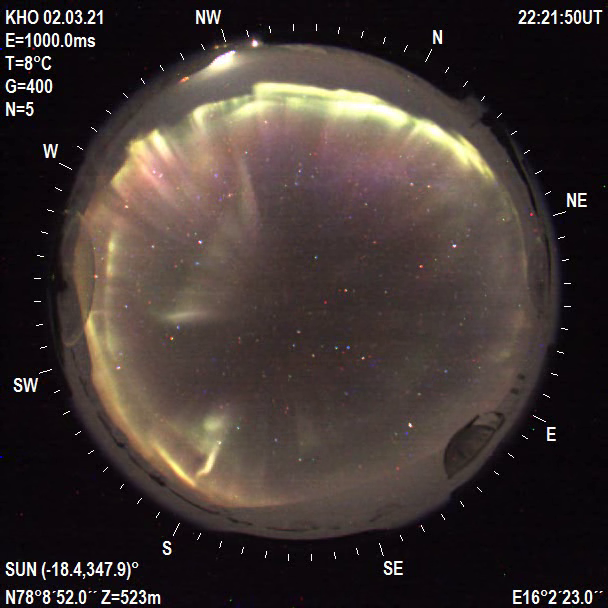 KHO 02.03.21
22:21:50UT
E=1000.0ms
T=8°C
G=400
N=5
NW
N
W
NE
SW
E
S
SE
SUN (-18.4,347.9)°
N78°8´52.0´´ Z=523m
E16°2´23.0´´